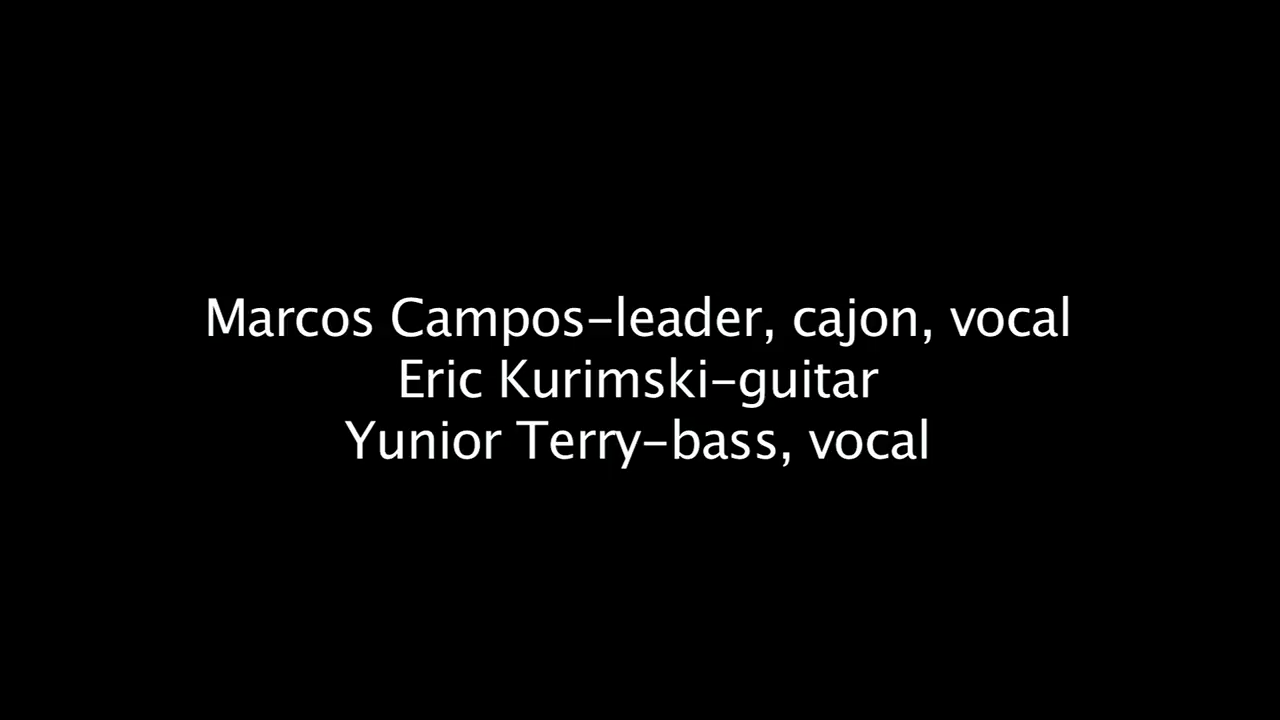 Marcos Campos-leader, cajon, vocal
Eric Kurimski-guitar
Yunior Terry-bass, vocal